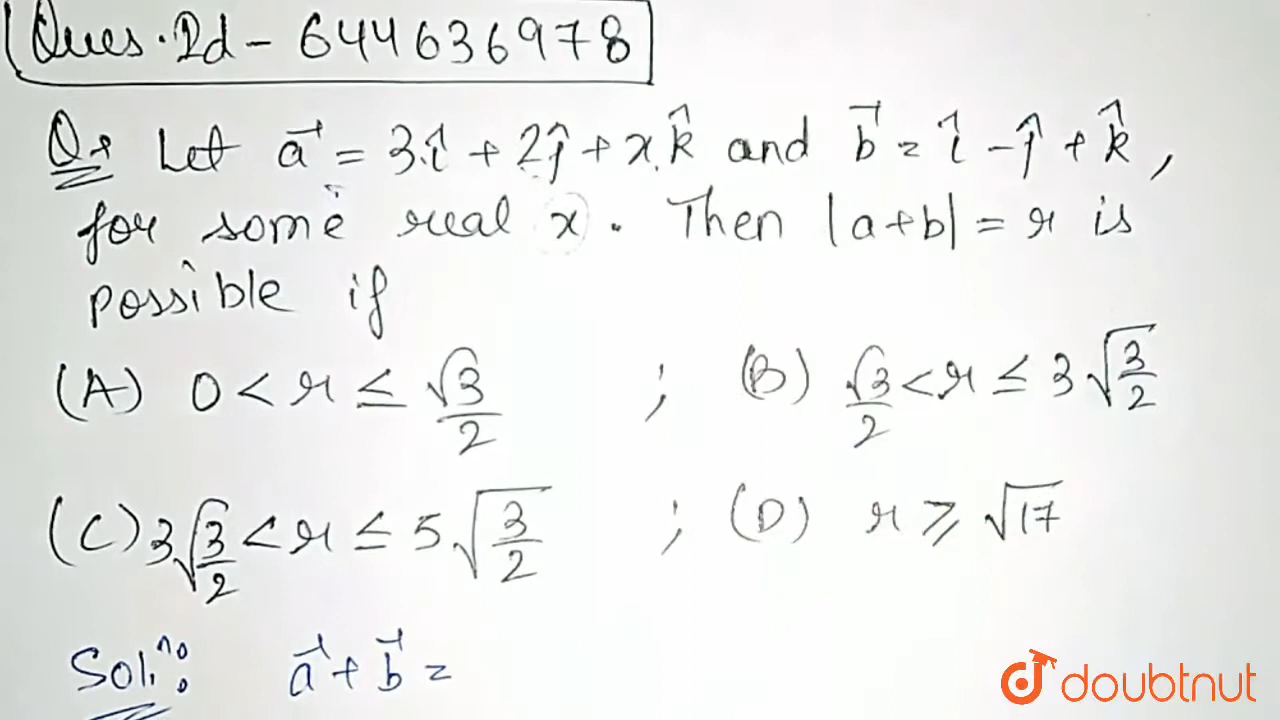 Ques. Id - 644636978
Q: Let a⃗ = 3î + 2ĵ + xk̂ and b⃗ = î - ĵ + k̂,
for some real x. Then |a+b| = r is
possible if
(A) 0 < r ≤ √3/2 ; (B) √3/2 < r ≤ 3√(3/2)
(C) 3√(3/2) < r ≤ 5√(3/2) ; (D) r ≥ √17
Solⁿ: a⃗ + b⃗ =
doubtnut